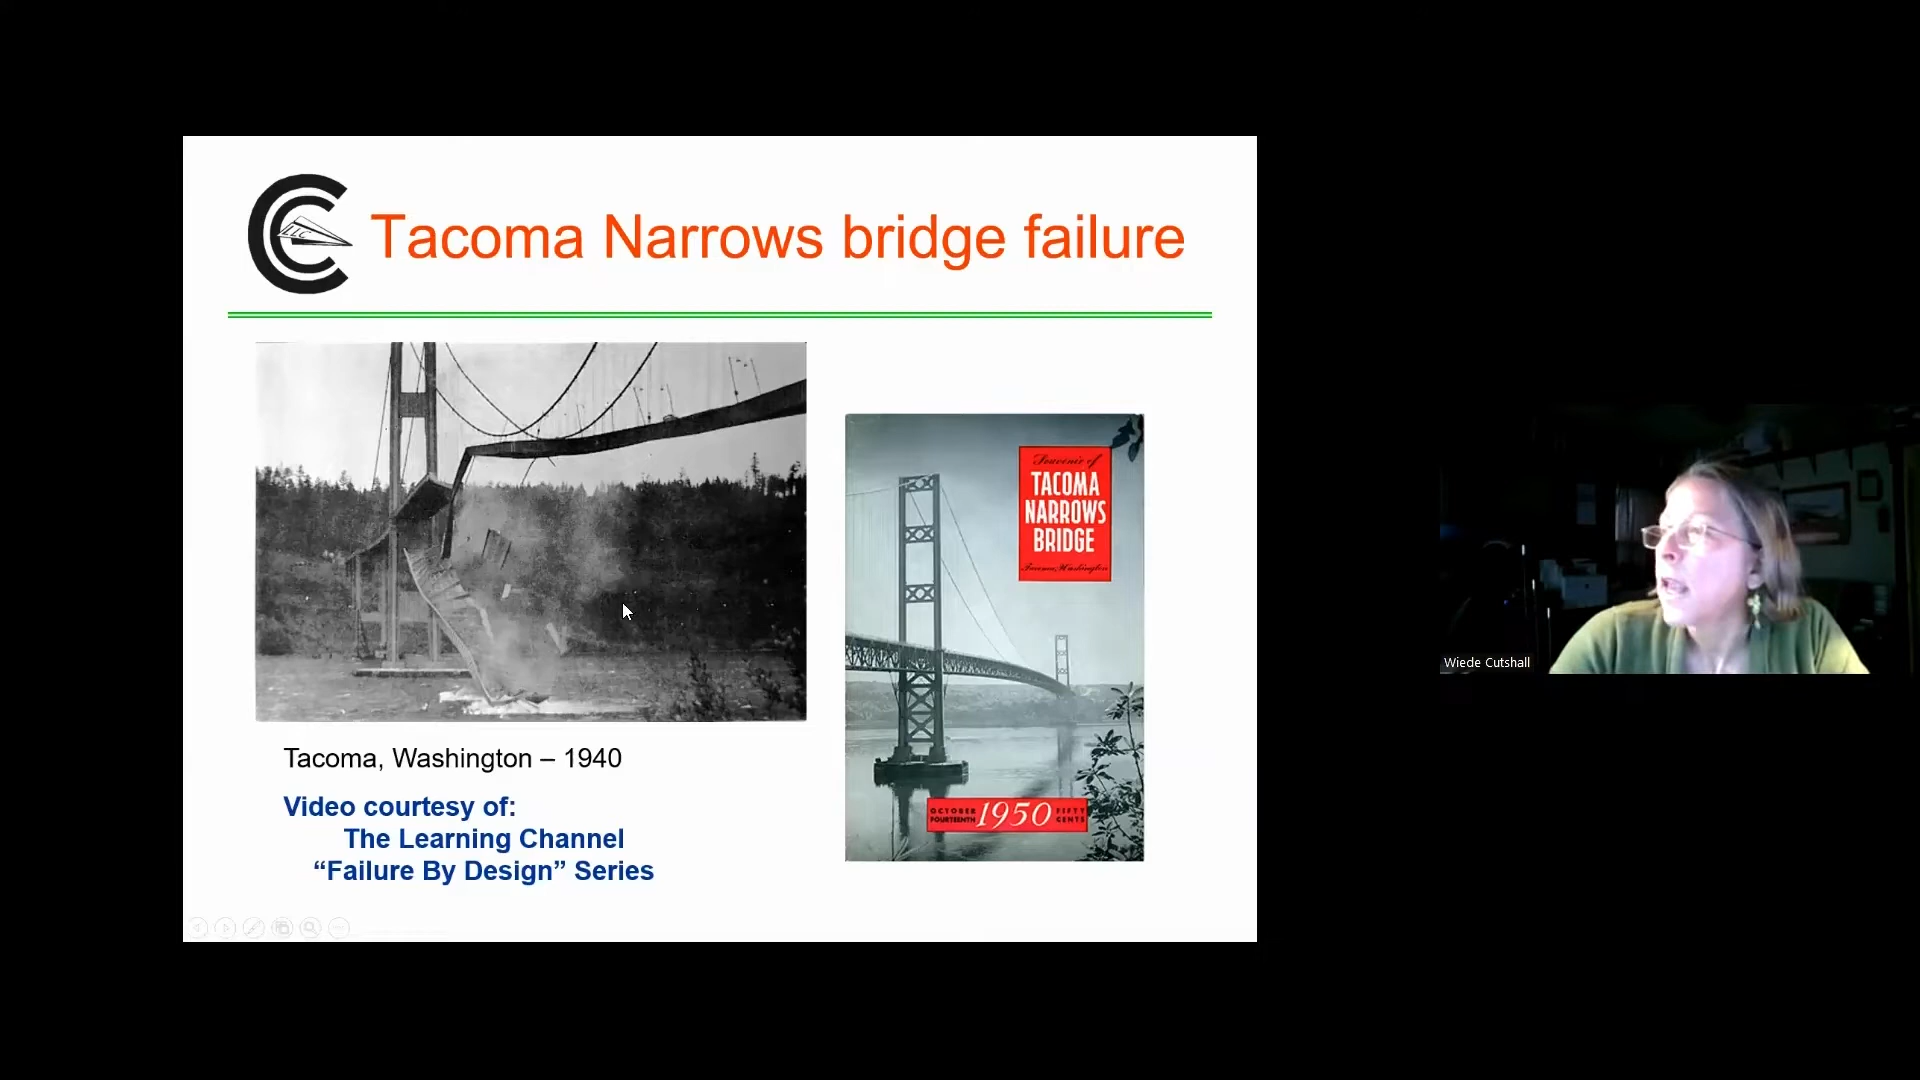 LLC
Tacoma Narrows bridge failure
Souvenir of
TACOMA
NARROWS
BRIDGE
Tacoma, Washington
OCTOBER
FOURTEENTH
1950
FIFTY
CENTS
Tacoma, Washington – 1940
Video courtesy of:
The Learning Channel
“Failure By Design” Series
Wiede Cutshall